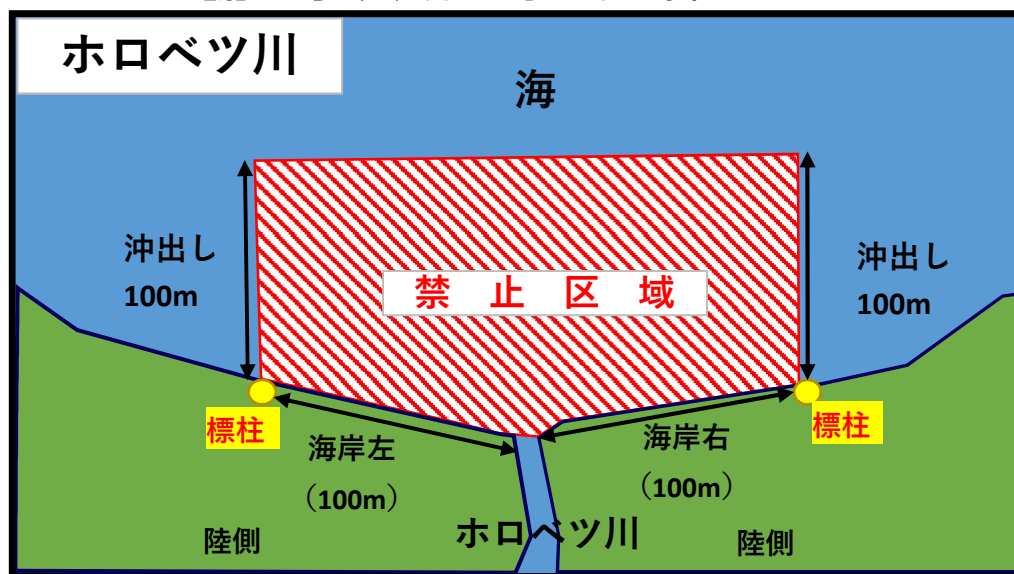 ホロベツ川
海
沖出し
100m
沖出し
100m
禁止区域
標柱
標柱
海岸左
（100m）
海岸右
（100m）
ホロベツ川
陸側
陸側